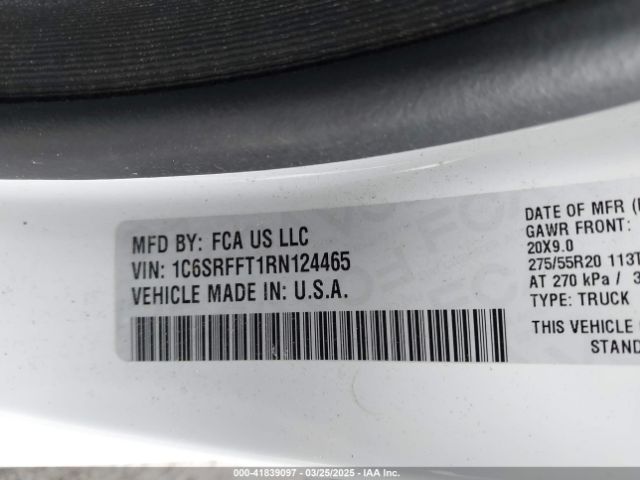 MFD BY: FCA US LLC
VIN: 1C6SRFFT1RN124465
VEHICLE MADE IN: U.S.A.
DATE OF MFR
GAWR FRONT:
20X9.0
275/55R20 113T
AT 270 kPa /
TYPE: TRUCK
THIS VEHICLE
STAND
000-41839097 - 03/25/2025 - IAA Inc.